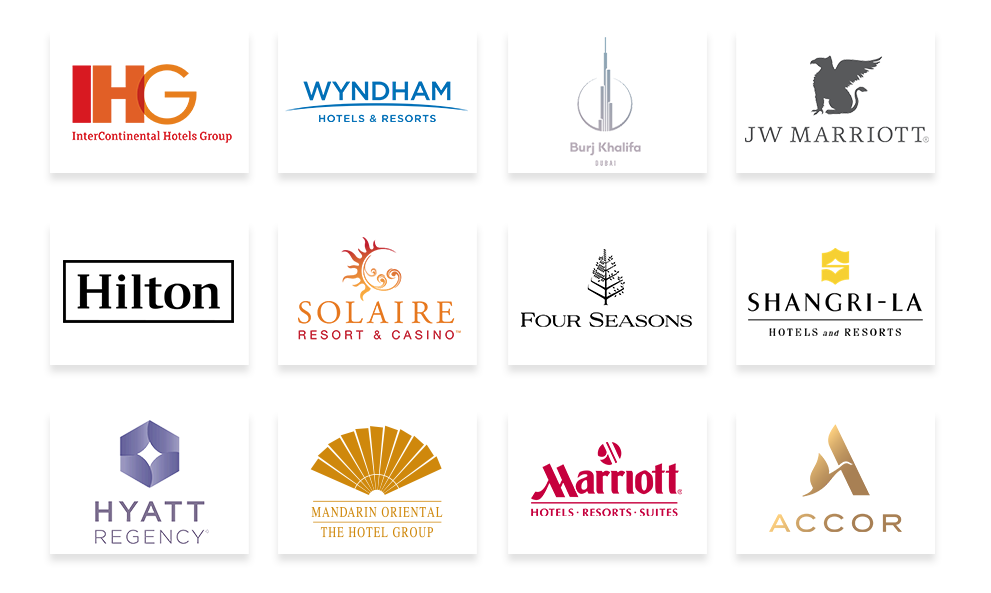 IHG
InterContinental Hotels Group
WYNDHAM
HOTELS & RESORTS
Burj Khalifa
DUBAI
JW MARRIOTT®
Hilton
SOLAIRE
RESORT & CASINO™
FOUR SEASONS
SHANGRI-LA
HOTELS and RESORTS
HYATT
REGENCY®
MANDARIN ORIENTAL
THE HOTEL GROUP
Marriott®
HOTELS · RESORTS · SUITES
ACCOR